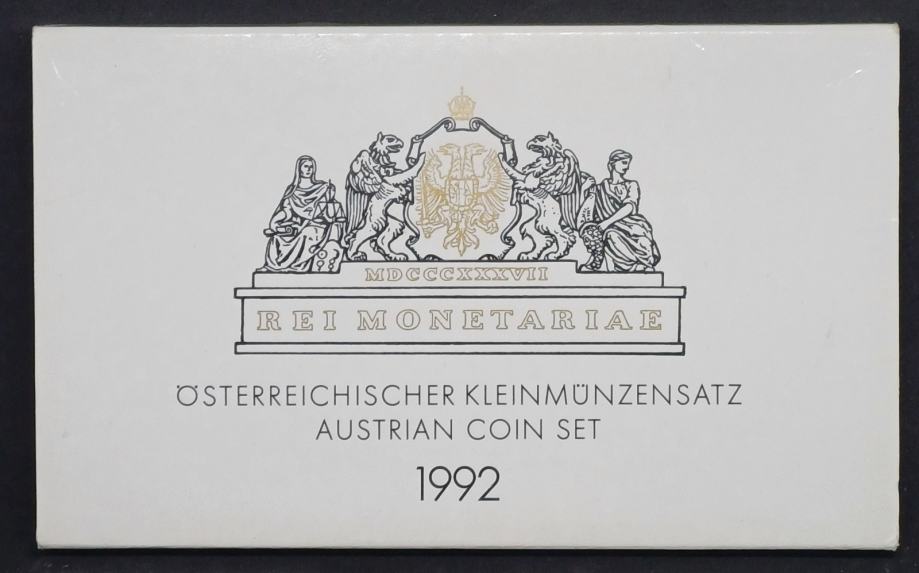 MDCCCXXXVII
REI MONETARIAE
ÖSTERREICHISCHER KLEINMÜNZENSATZ
AUSTRIAN COIN SET
1992